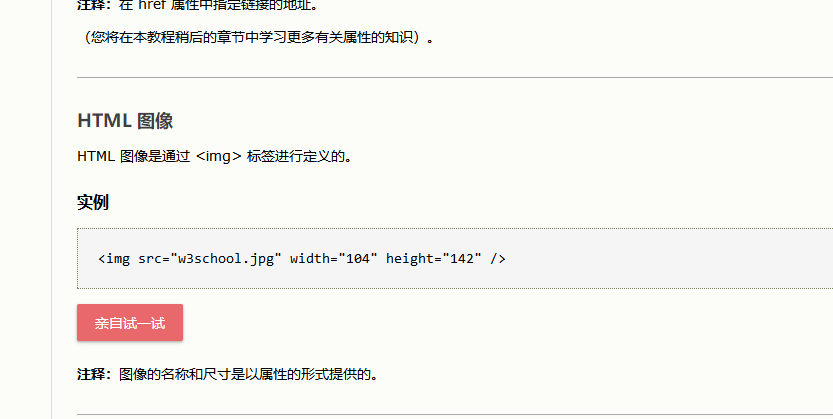 注释：在 href 属性中指定链接的地址。
（您将在本教程稍后的章节中学习更多有关属性的知识）。
HTML 图像
HTML 图像是通过 <img> 标签进行定义的。
实例
<img src="w3school.jpg" width="104" height="142" />
亲自试一试
注释：图像的名称和尺寸是以属性的形式提供的。